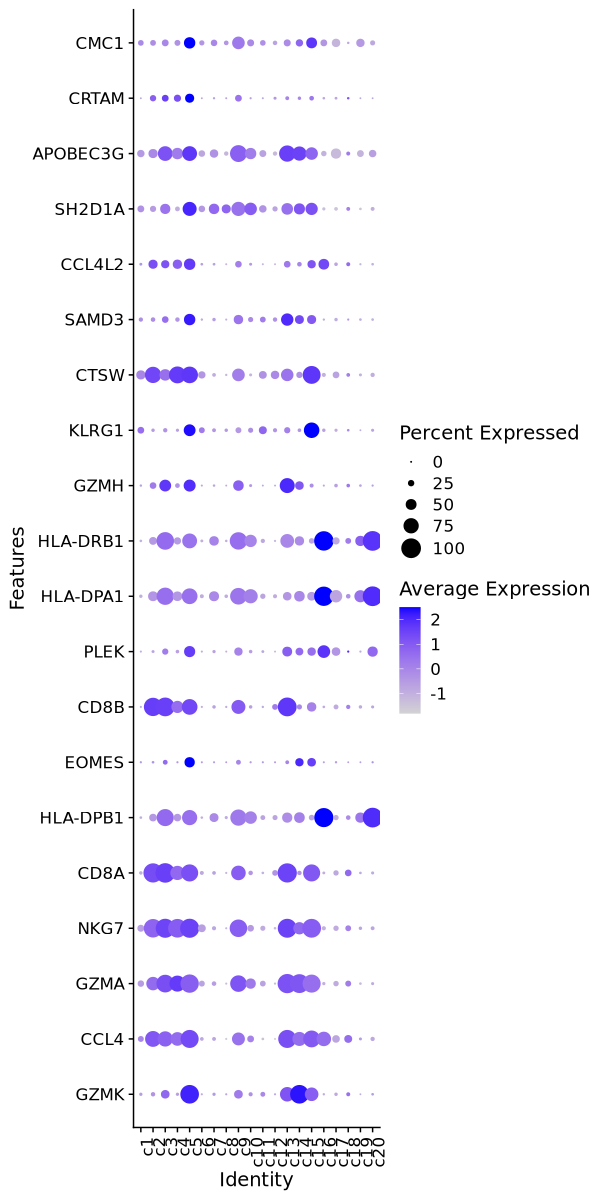 CMC1
CRTAM
APOBEC3G
SH2D1A
CCL4L2
SAMD3
CTSW
KLRG1
GZMH
HLA-DRB1
HLA-DPA1
PLEK
CD8B
EOMES
HLA-DPB1
CD8A
NKG7
GZMA
CCL4
GZMK
Features
c1 c2 c3 c4 c5 c6 c7 c8 c9 c10 c11 c12 c13 c14 c15 c16 c17 c18 c19 c20
Identity
Percent Expressed
0
25
50
75
100
Average Expression
2
1
0
-1